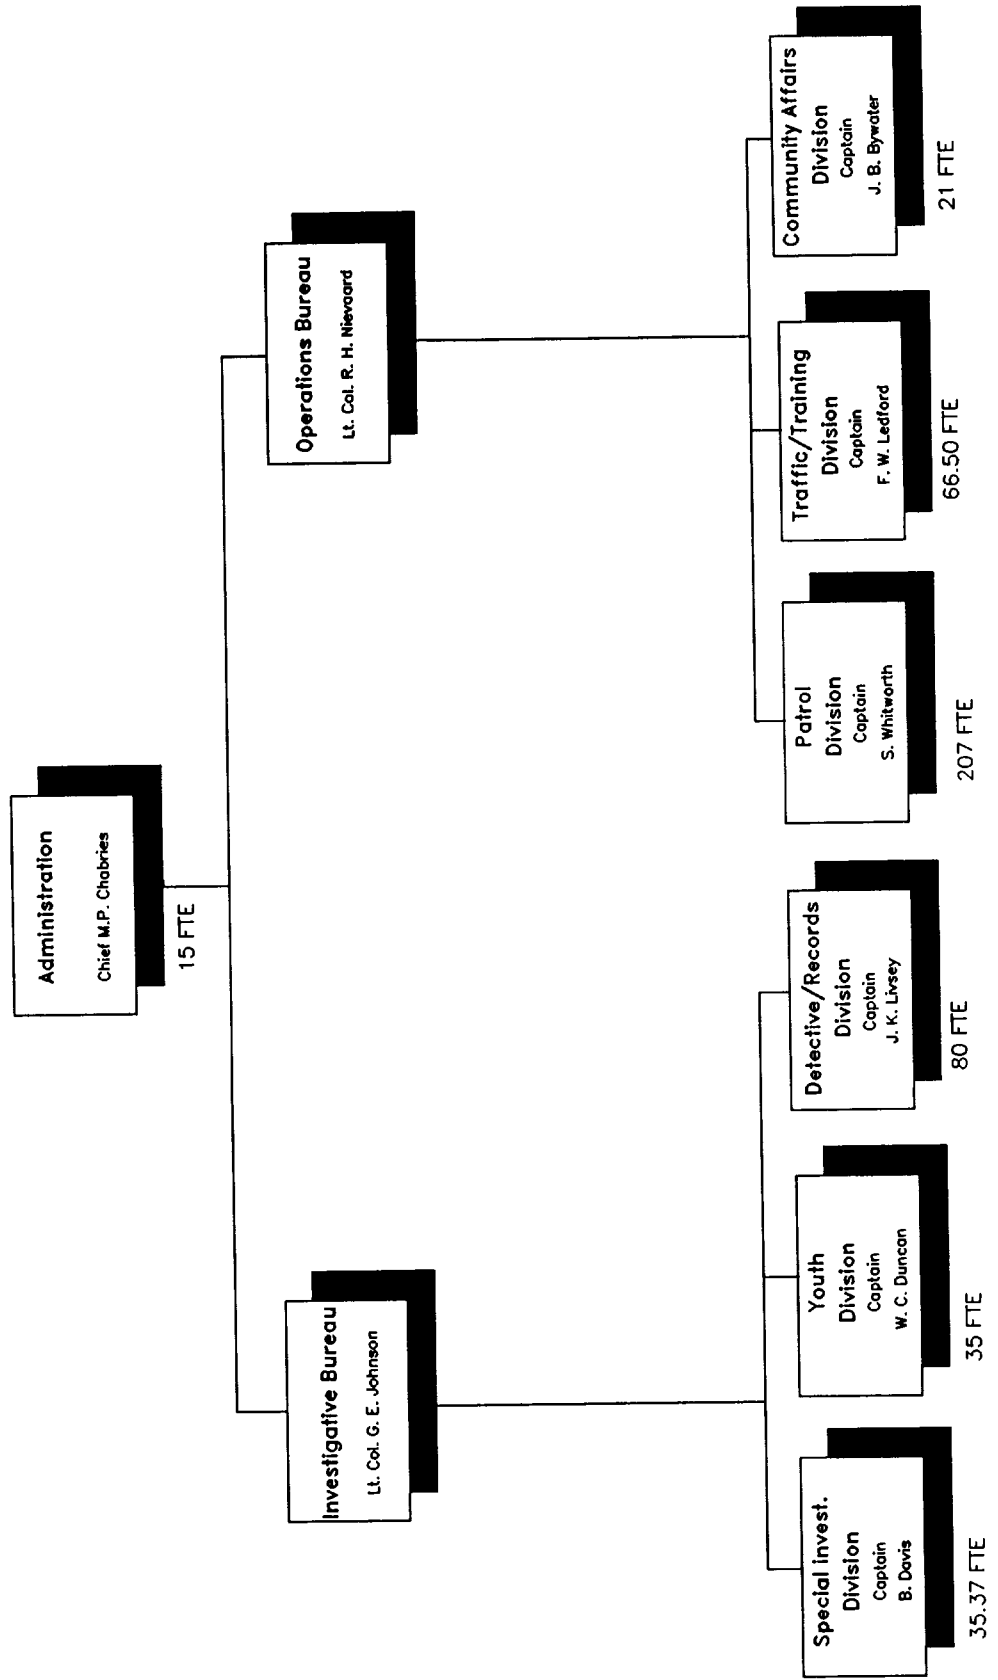 Administration
Chief M.P. Chabries
15 FTE
Investigative Bureau
Lt. Col. G. E. Johnson
Operations Bureau
Lt. Col. R. H. Nievaard
Special Invest.
Division
Captain
B. Davis
35.37 FTE
Youth
Division
Captain
W. C. Duncan
35 FTE
Detective/Records
Division
Captain
J. K. Livsey
80 FTE
Patrol
Division
Captain
S. Whitworth
207 FTE
Traffic/Training
Division
Captain
F. W. Ledford
66.50 FTE
Community Affairs
Division
Captain
J. B. Bywater
21 FTE